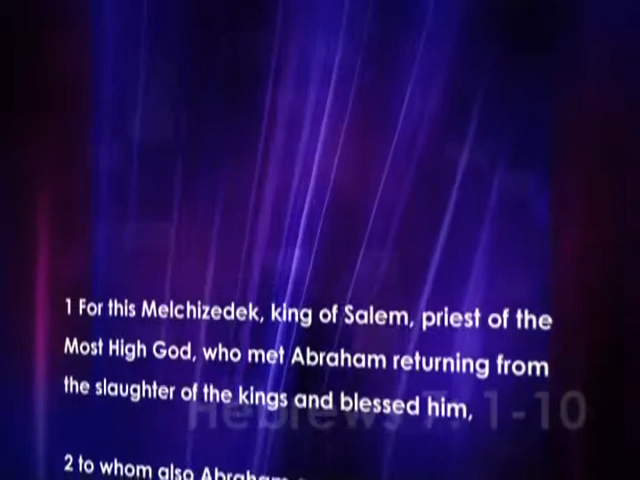 1 For this Melchizedek, king of Salem, priest of the
Most High God, who met Abraham returning from
the slaughter of the kings and blessed him,
Hebrews 7: 1-10
2 to whom also Abraham